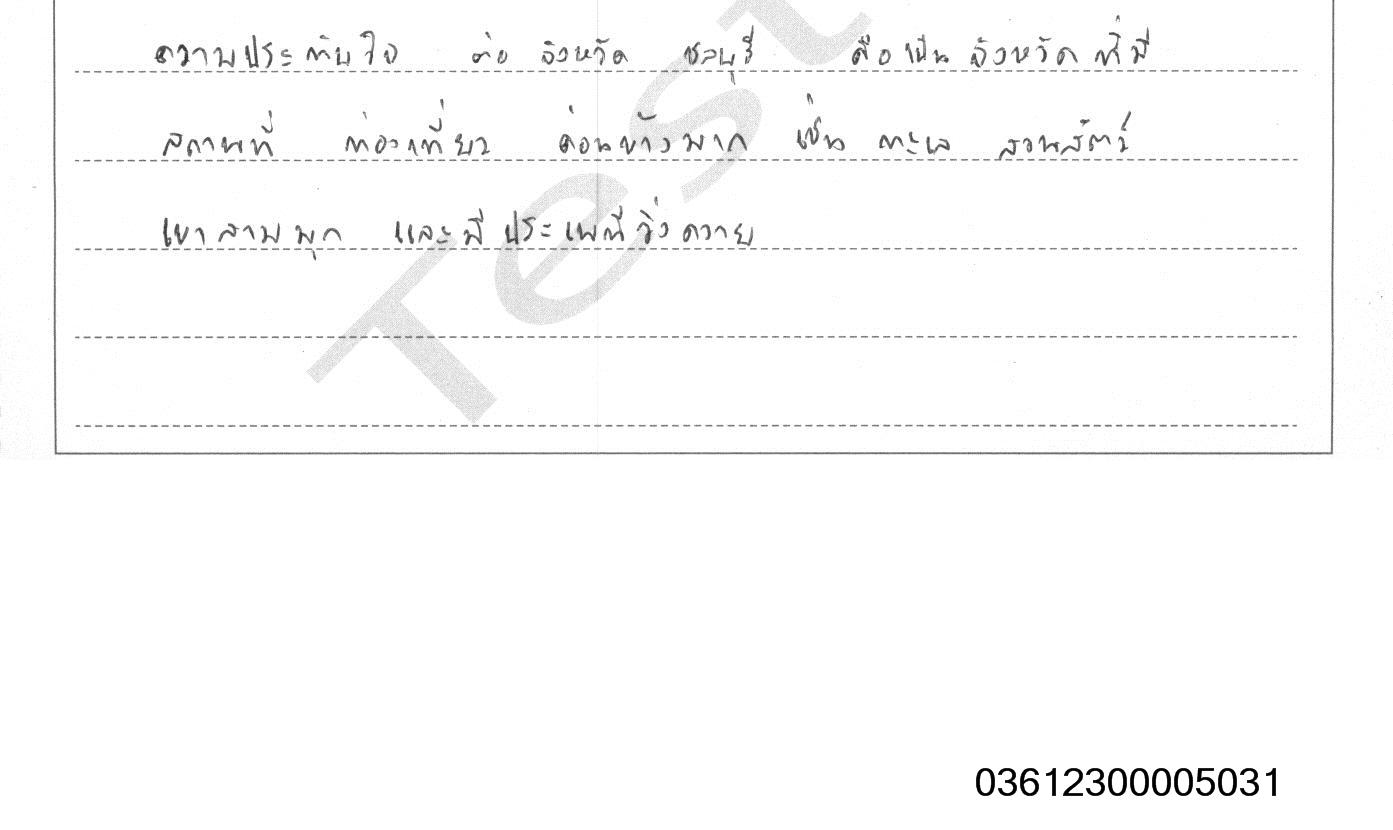 ความประทับใจ ต่อ จังหวัด ชลบุรี คือเป็น จังหวัดที่มี
สถานที่ ท่องเที่ยว ค่อนข้างมาก เช่น ทะเล สวนสัตว์
เขาสามมุก และมีประเพณีวิ่งควาย
Test
03612300005031